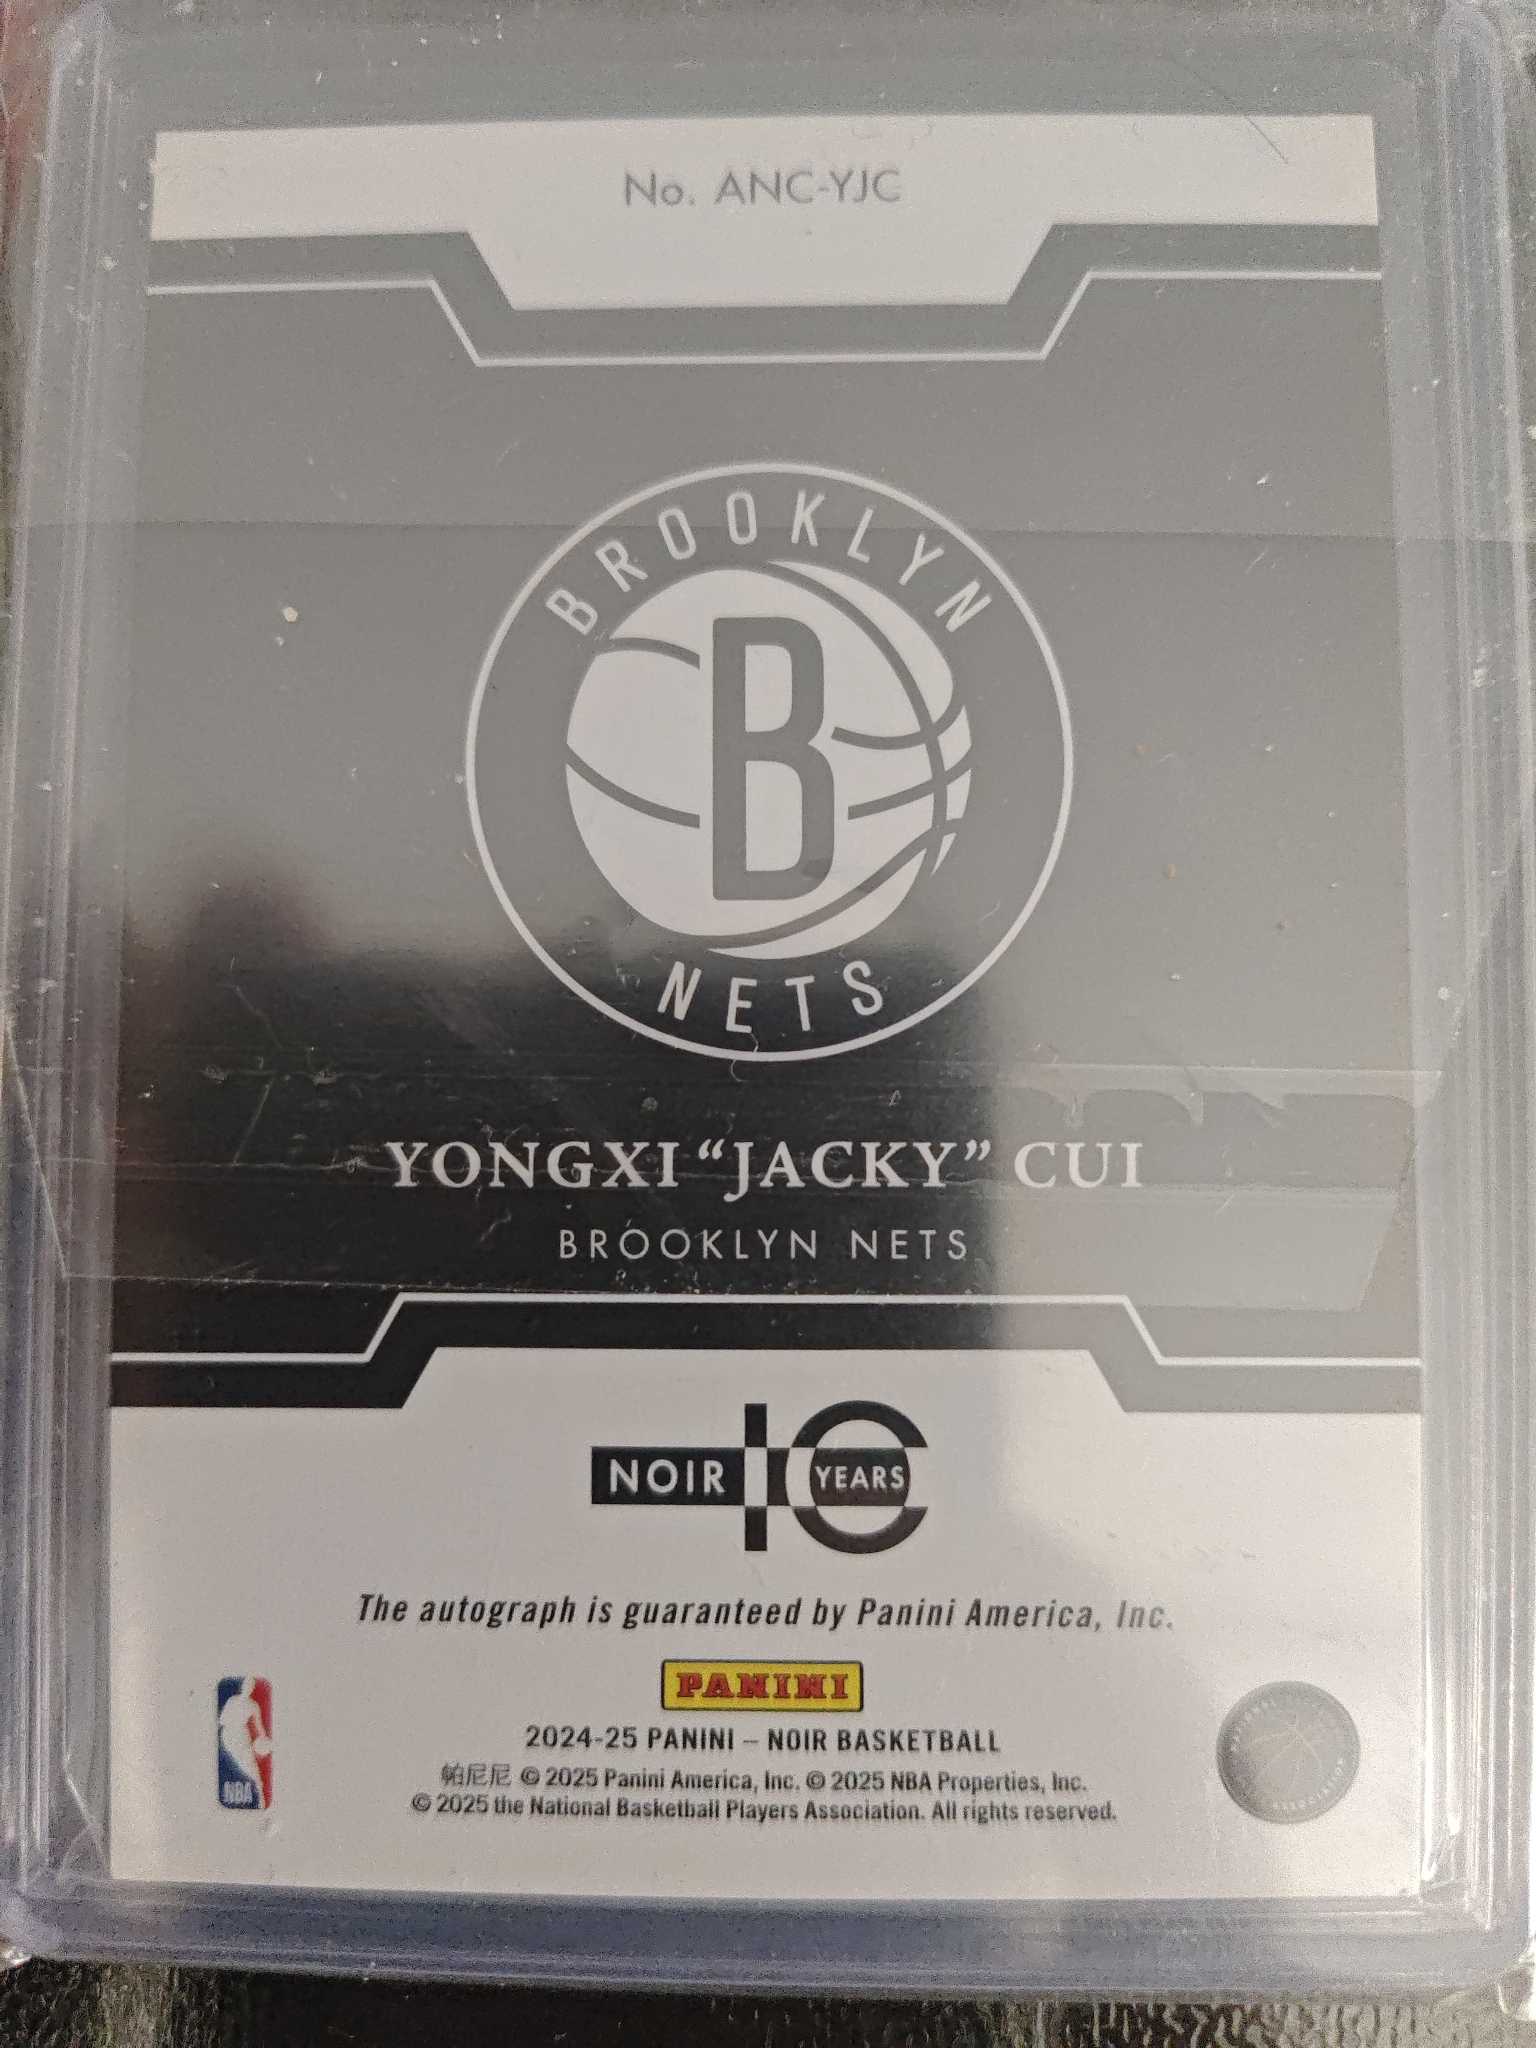 No. ANC-YJC
BROOKLYN
B
NETS
YONGXI “JACKY” CUI
BROOKLYN NETS
NOIR 10 YEARS
The autograph is guaranteed by Panini America, Inc.
PANINI
2024-25 PANINI – NOIR BASKETBALL
帕尼尼 © 2025 Panini America, Inc. © 2025 NBA Properties, Inc.
© 2025 the National Basketball Players Association. All rights reserved.
NBA